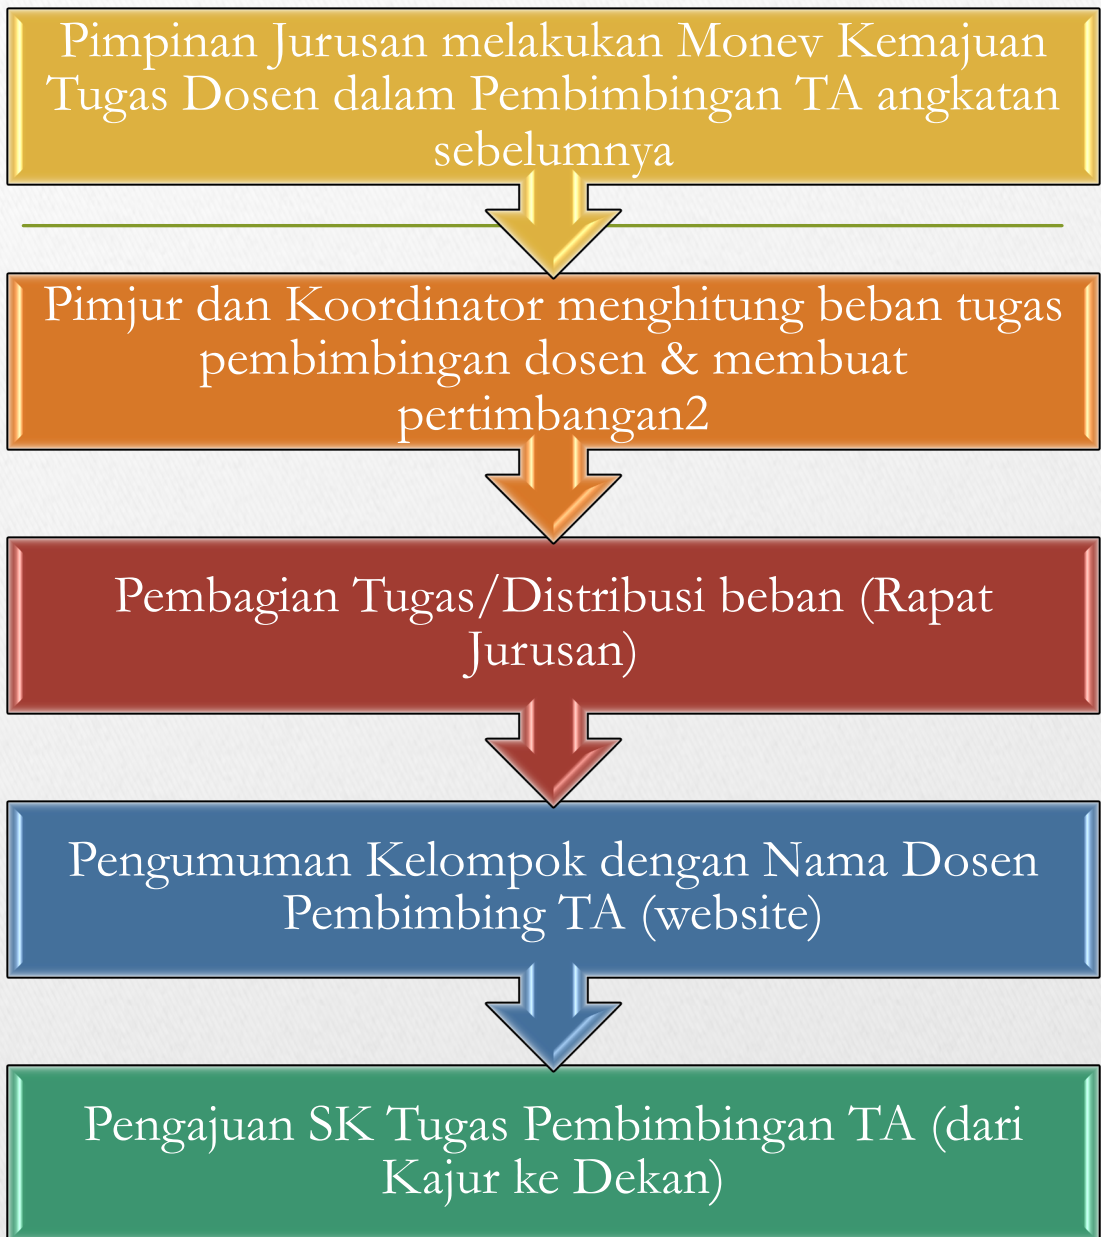 Pimpinan Jurusan melakukan Monev Kemajuan
Tugas Dosen dalam Pembimbingan TA angkatan
sebelumnya
Pimjur dan Koordinator menghitung beban tugas
pembimbingan dosen & membuat
pertimbangan2
Pembagian Tugas/Distribusi beban (Rapat
Jurusan)
Pengumuman Kelompok dengan Nama Dosen
Pembimbing TA (website)
Pengajuan SK Tugas Pembimbingan TA (dari
Kajur ke Dekan)